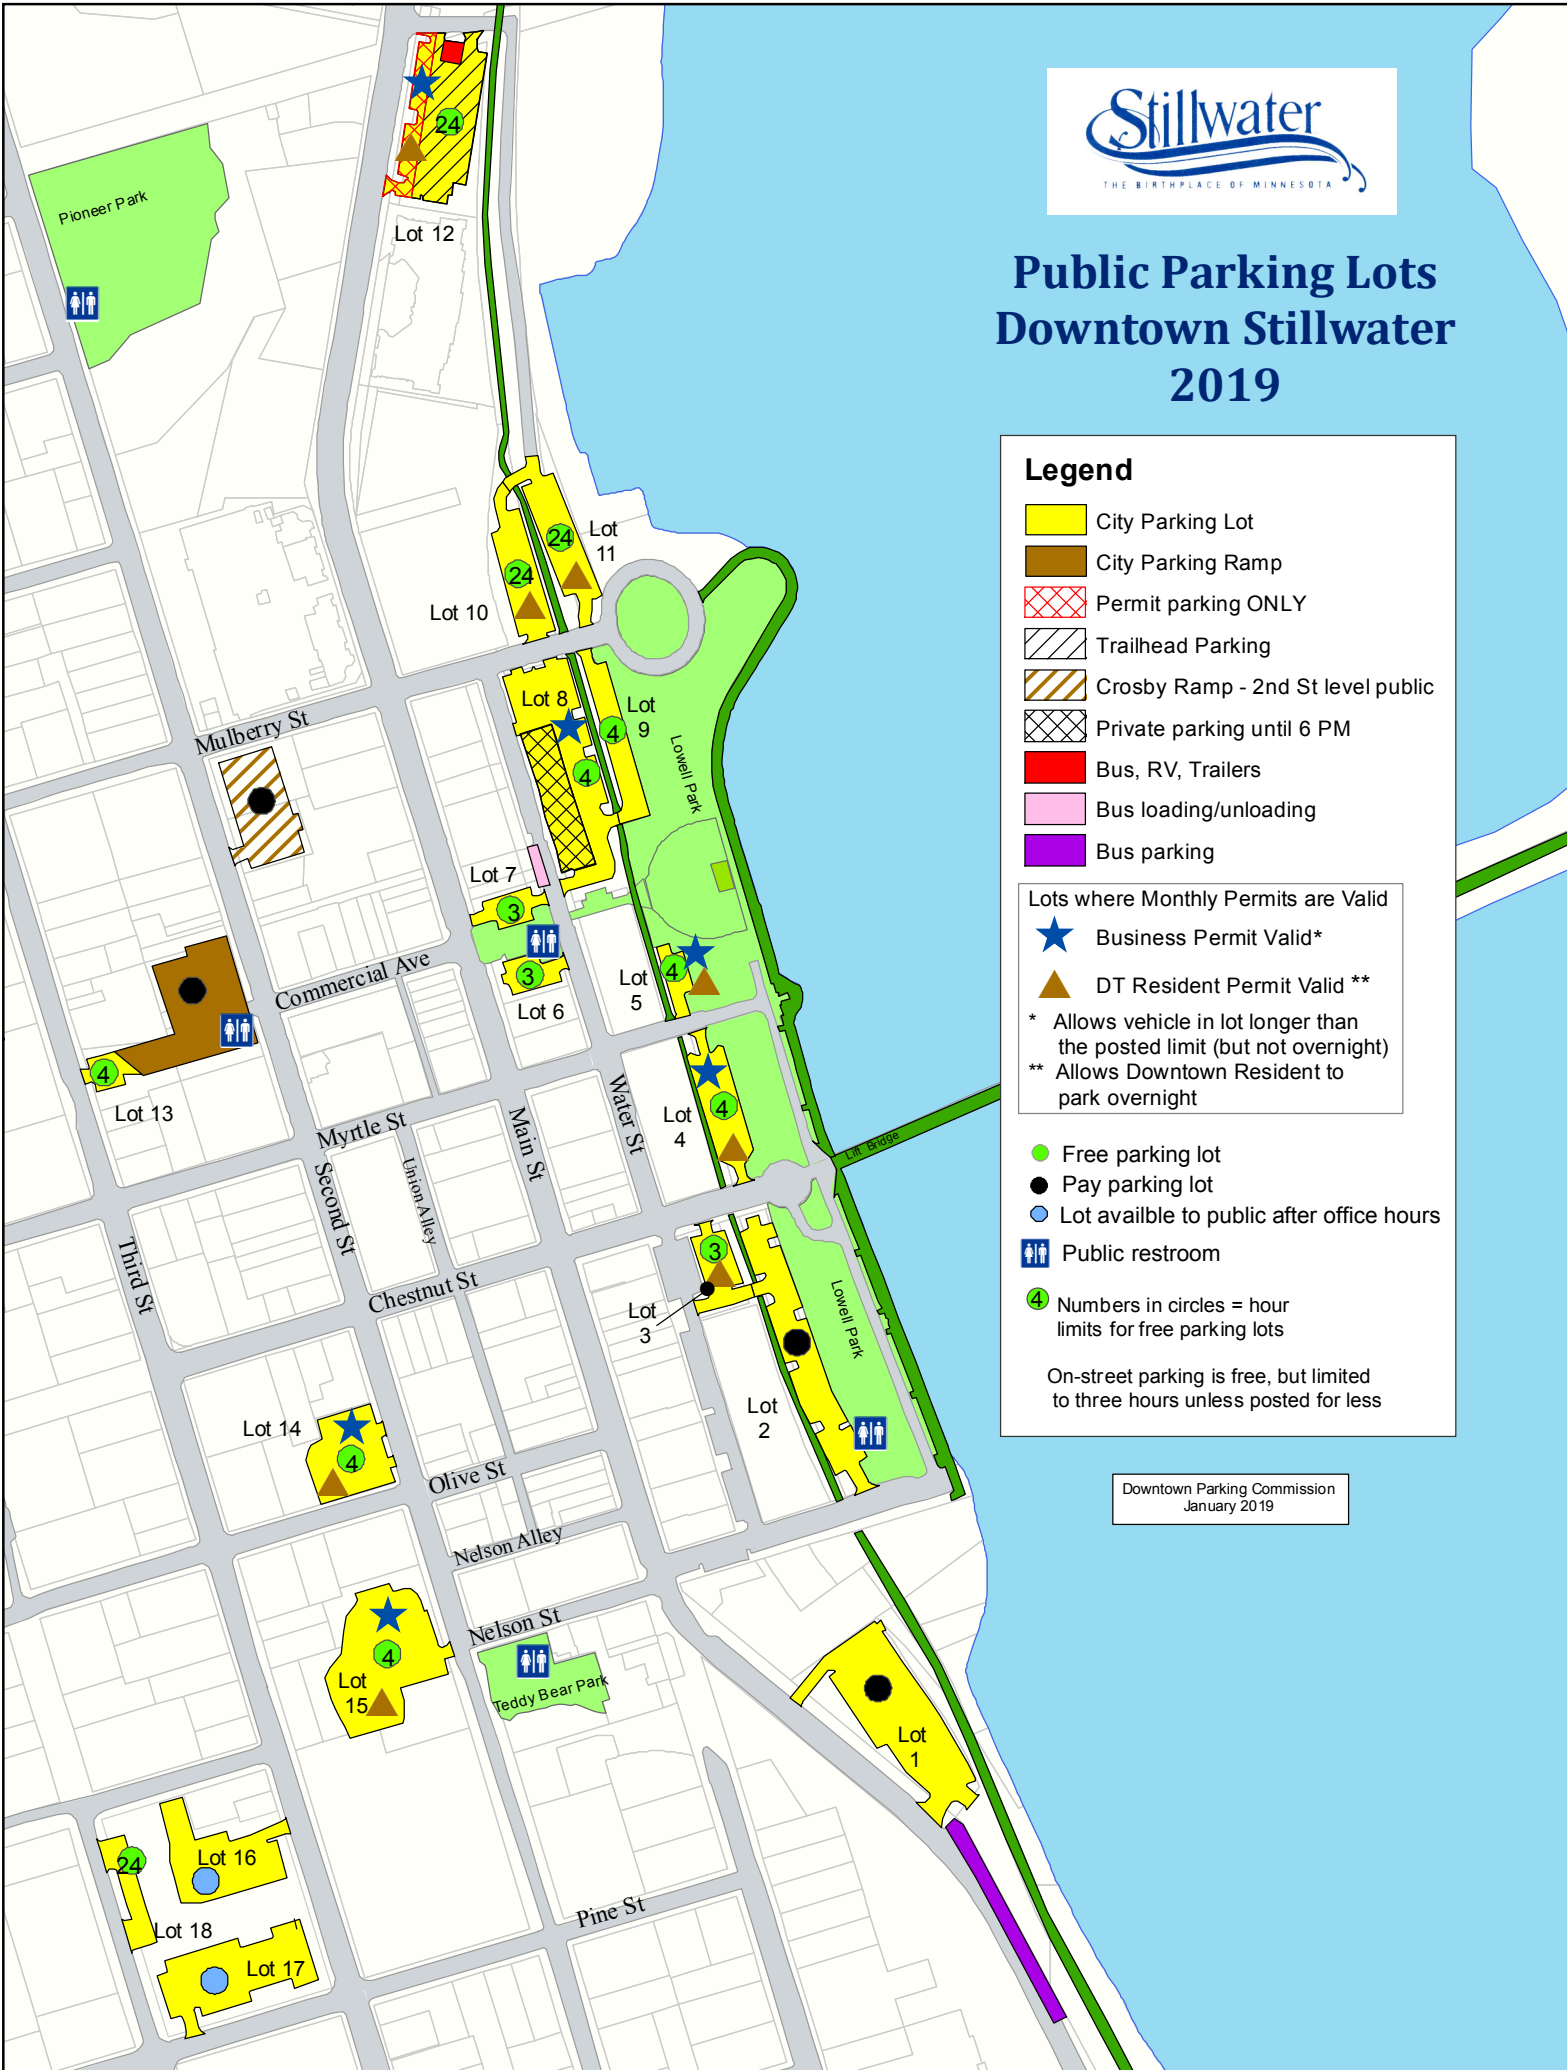 Stillwater
THE BIRTHPLACE OF MINNESOTA
Public Parking Lots
Downtown Stillwater
2019
Legend
City Parking Lot
City Parking Ramp
Permit parking ONLY
Trailhead Parking
Crosby Ramp - 2nd St level public
Private parking until 6 PM
Bus, RV, Trailers
Bus loading/unloading
Bus parking
Lots where Monthly Permits are Valid
Business Permit Valid*
DT Resident Permit Valid **
* Allows vehicle in lot longer than
the posted limit (but not overnight)
** Allows Downtown Resident to
park overnight
Free parking lot
Pay parking lot
Lot availble to public after office hours
Public restroom
4 Numbers in circles = hour
limits for free parking lots
On-street parking is free, but limited
to three hours unless posted for less
Downtown Parking Commission
January 2019
24
Lot 12
Pioneer Park
24
Lot
11
24
Lot 10
Lot 8
Lot
9
4
4
Lowell Park
Mulberry St
Lot 7
3
3
Lot 6
Lot
5
4
Commercial Ave
4
Lot 13
Myrtle St
Main St
Water St
Lot
4
4
Lift Bridge
Second St
Union Alley
Third St
Chestnut St
3
Lot
3
Lowell Park
Lot
2
Lot 14
4
Olive St
Nelson Alley
Nelson St
4
Lot
15
Teddy Bear Park
Lot
1
24
Lot 16
Lot 18
Lot 17
Pine St